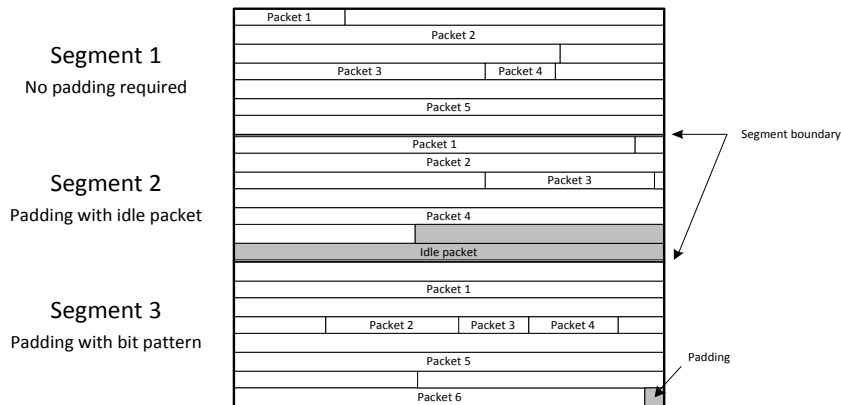 Packet 1
Packet 2
Segment 1
No padding required
Packet 3 Packet 4
Packet 5
Segment boundary
Packet 1
Packet 2
Segment 2
Padding with idle packet
Packet 3
Packet 4
Idle packet
Segment 3
Padding with bit pattern
Packet 1
Packet 2 Packet 3 Packet 4
Packet 5
Padding
Packet 6